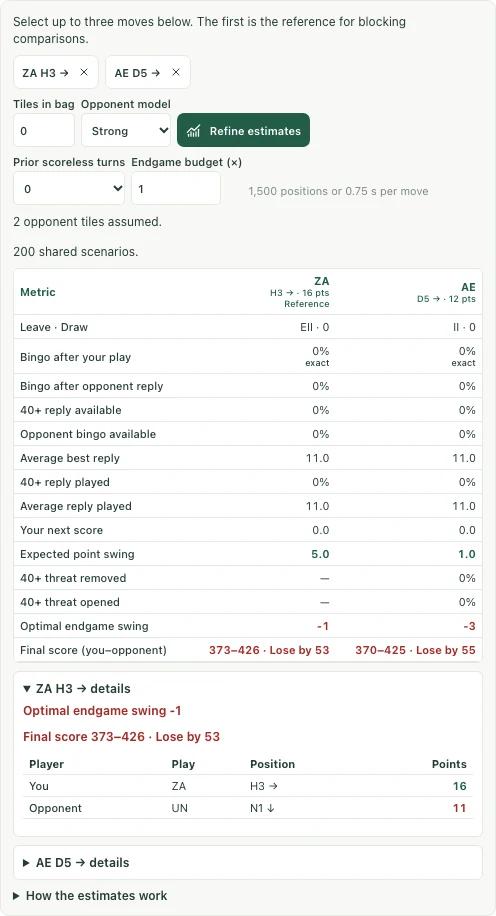 Select up to three moves below. The first is the reference for blocking
comparisons.
ZA H3 → ×
AE D5 → ×
Tiles in bag Opponent model
0 Strong Refine estimates
Prior scoreless turns Endgame budget (×)
0 1 1,500 positions or 0.75 s per move
2 opponent tiles assumed.
200 shared scenarios.
Metric ZA AE
H3 → · 16 pts D5 → · 12 pts
Reference
Leave · Draw EII · 0 II · 0
Bingo after your play 0% 0%
exact exact
Bingo after opponent reply 0% 0%
40+ reply available 0% 0%
Opponent bingo available 0% 0%
Average best reply 11.0 11.0
40+ reply played 0% 0%
Average reply played 11.0 11.0
Your next score 0.0 0.0
Expected point swing 5.0 1.0
40+ threat removed — 0%
40+ threat opened — 0%
Optimal endgame swing -1 -3
Final score (you–opponent) 373–426 · Lose by 53 370–425 · Lose by 55
▼ ZA H3 → details
Optimal endgame swing -1
Final score 373–426 · Lose by 53
Player Play Position Points
You ZA H3 → 16
Opponent UN N1 ↓ 11
▶ AE D5 → details
▶ How the estimates work